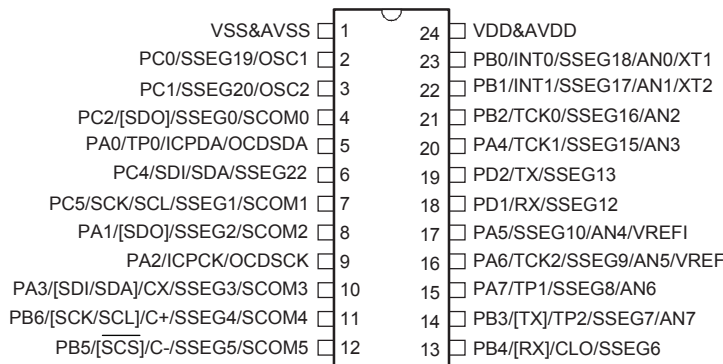 VSS&AVSS 1 24 VDD&AVDD
PC0/SSEG19/OSC1 2 23 PB0/INT0/SSEG18/AN0/XT1
PC1/SSEG20/OSC2 3 22 PB1/INT1/SSEG17/AN1/XT2
PC2/[SDO]/SSEG0/SCOM0 4 21 PB2/TCK0/SSEG16/AN2
PA0/TP0/ICPDA/OCDSDA 5 20 PA4/TCK1/SSEG15/AN3
PC4/SDI/SDA/SSEG22 6 19 PD2/TX/SSEG13
PC5/SCK/SCL/SSEG1/SCOM1 7 18 PD1/RX/SSEG12
PA1/[SDO]/SSEG2/SCOM2 8 17 PA5/SSEG10/AN4/VREFI
PA2/ICPCK/OCDSCK 9 16 PA6/TCK2/SSEG9/AN5/VREF
PA3/[SDI/SDA]/CX/SSEG3/SCOM3 10 15 PA7/TP1/SSEG8/AN6
PB6/[SCK/SCL]/C+/SSEG4/SCOM4 11 14 PB3/[TX]/TP2/SSEG7/AN7
PB5/[SCS]/C-/SSEG5/SCOM5 12 13 PB4/[RX]/CLO/SSEG6